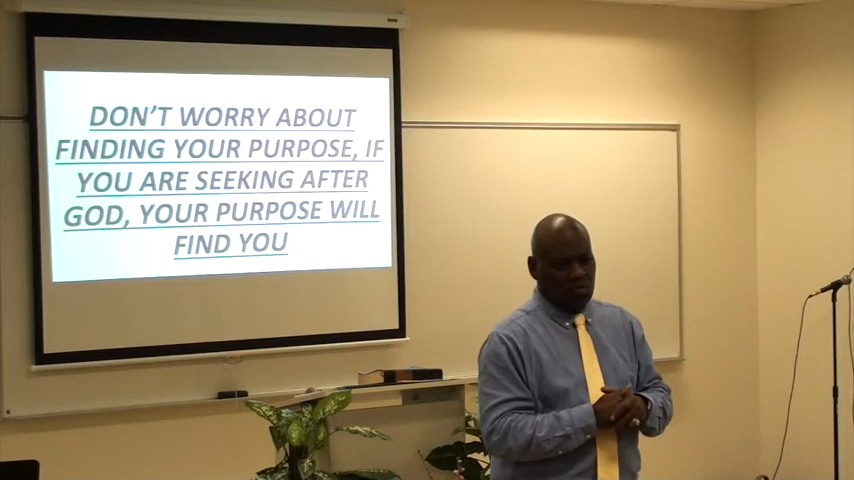 DON'T WORRY ABOUT
FINDING YOUR PURPOSE, IF
YOU ARE SEEKING AFTER
GOD, YOUR PURPOSE WILL
FIND YOU